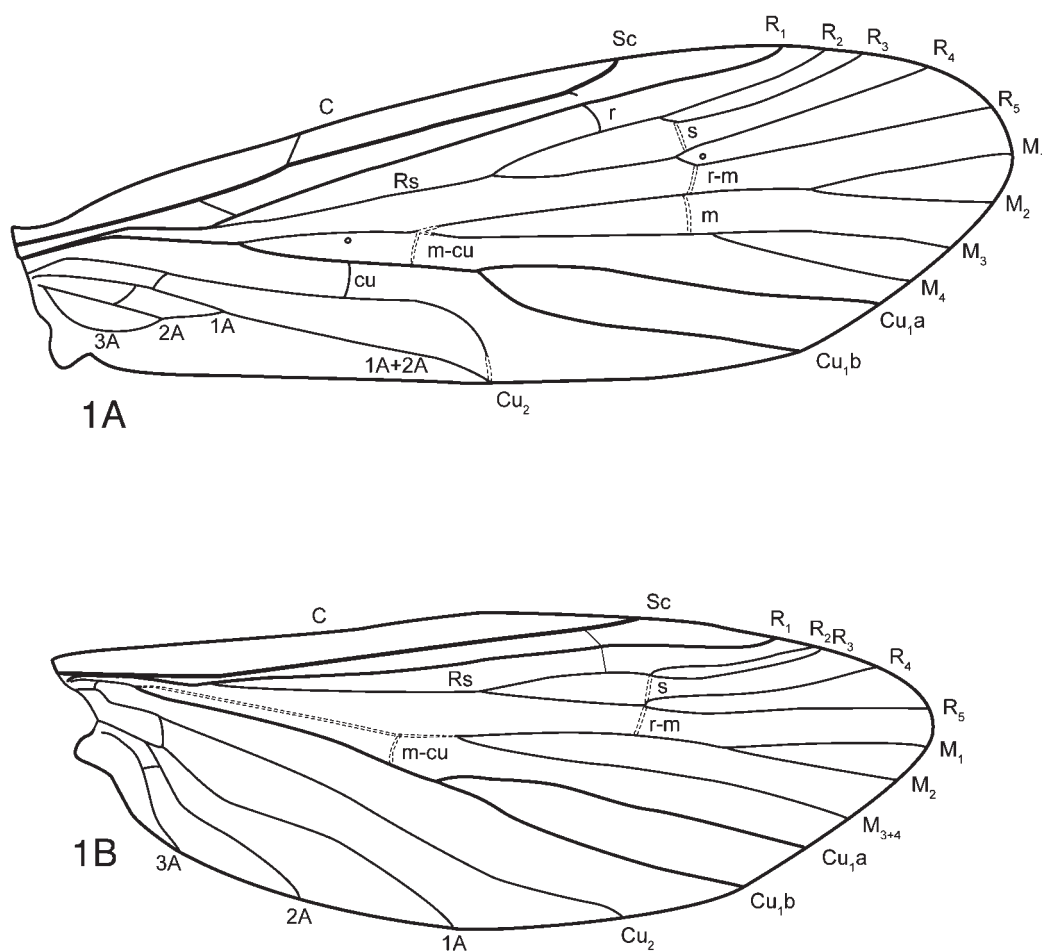 R₁ R₂ R₃ R₄
Sc
C
R₅
r
s
M
Rs
r-m
m
M₂
m-cu
M₃
cu
M₄
Cu₁a
3A 2A 1A
1A+2A
Cu₁b
Cu₂
1A
C
Sc
R₁ R₂R₃
R₄
Rs
s
R₅
r-m
m-cu
M₁
M₂
M₃₊₄
1B
3A
Cu₁a
Cu₁b
2A
1A
Cu₂